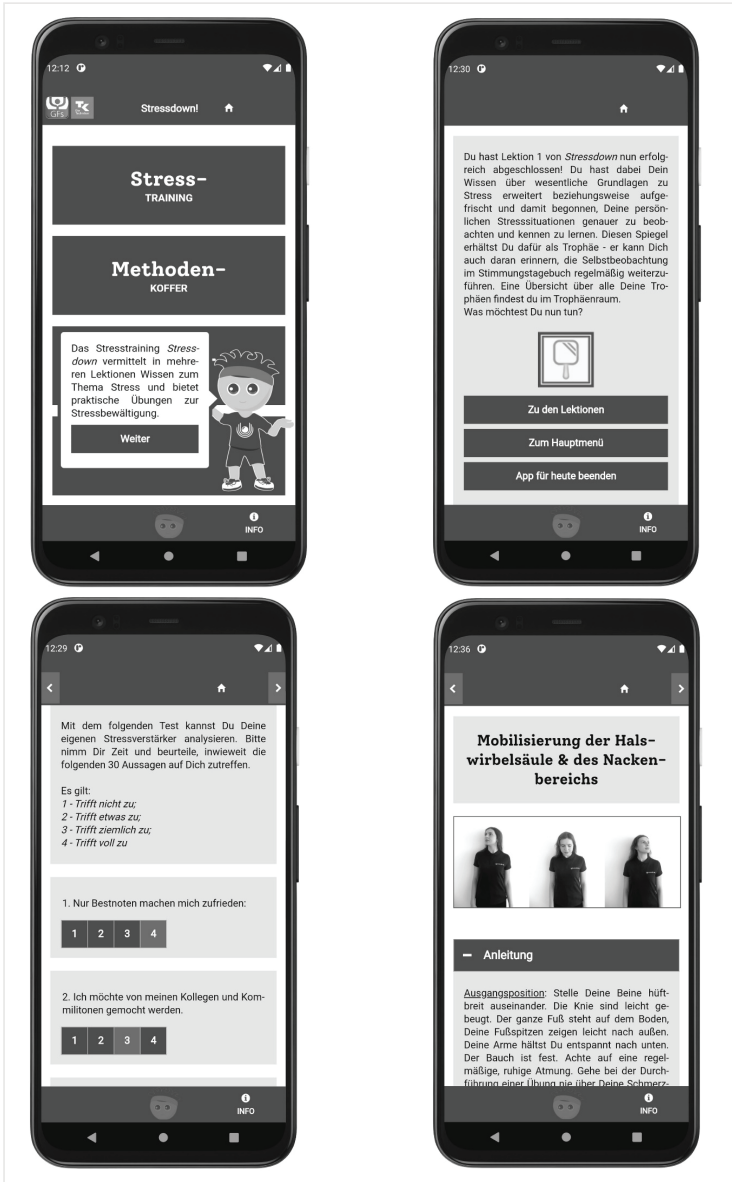 12:12
GFs
TK
Stressdown!
Stress-
TRAINING
Methoden-
KOFFER
Das Stresstraining Stress-
down vermittelt in mehre-
ren Lektionen Wissen zum
Thema Stress und bietet
praktische Übungen zur
Stressbewältigung.
Weiter
INFO
12:30
Du hast Lektion 1 von Stressdown nun erfolg-
reich abgeschlossen! Du hast dabei Dein
Wissen über wesentliche Grundlagen zu
Stress erweitert beziehungsweise aufge-
frischt und damit begonnen, Deine persön-
lichen Stresssituationen genauer zu beob-
achten und kennen zu lernen. Diesen Spiegel
erhältst Du dafür als Trophäe - er kann Dich
auch daran erinnern, die Selbstbeobachtung
im Stimmungstagebuch regelmäßig weiterzu-
führen. Eine Übersicht über alle Deine Tro-
phäen findest du im Trophäenraum.
Was möchtest Du nun tun?
Zu den Lektionen
Zum Hauptmenü
App für heute beenden
INFO
12:29
Mit dem folgenden Test kannst Du Deine
eigenen Stressverstärker analysieren. Bitte
nimm Dir Zeit und beurteile, inwieweit die
folgenden 30 Aussagen auf Dich zutreffen.
Es gilt:
1 - Trifft nicht zu;
2 - Trifft etwas zu;
3 - Trifft ziemlich zu;
4 - Trifft voll zu
1. Nur Bestnoten machen mich zufrieden:
1 2 3 4
2. Ich möchte von meinen Kollegen und Kom-
militonen gemocht werden.
1 2 3 4
INFO
12:36
Mobilisierung der Hals-
wirbelsäule & des Nacken-
bereichs
Anleitung
Ausgangsposition: Stelle Deine Beine hüft-
breit auseinander. Die Knie sind leicht ge-
beugt. Der ganze Fuß steht auf dem Boden,
Deine Fußspitzen zeigen leicht nach außen.
Deine Arme hältst Du entspannt nach unten.
Der Bauch ist fest. Achte auf eine regel-
mäßige, ruhige Atmung. Gehe bei der Durch-
führung einer Übung nie über Deine Schmerz-
INFO